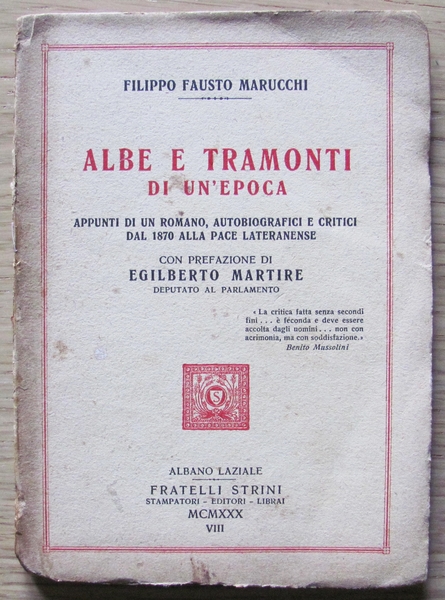 FILIPPO FAUSTO MARUCCHI
ALBE E TRAMONTI
DI UN'EPOCA
APPUNTI DI UN ROMANO, AUTOBIOGRAFICI E CRITICI
DAL 1870 ALLA PACE LATERANENSE
CON PREFAZIONE DI
EGILBERTO MARTIRE
DEPUTATO AL PARLAMENTO
«La critica fatta senza secondi
fini . . . è feconda e deve essere
accolta dagli uomini . . . non con
acrimonia, ma con soddisfazione.»
Benito Mussolini
S
ALBANO LAZIALE
FRATELLI STRINI
STAMPATORI - EDITORI - LIBRAI
MCMXXX
VIII